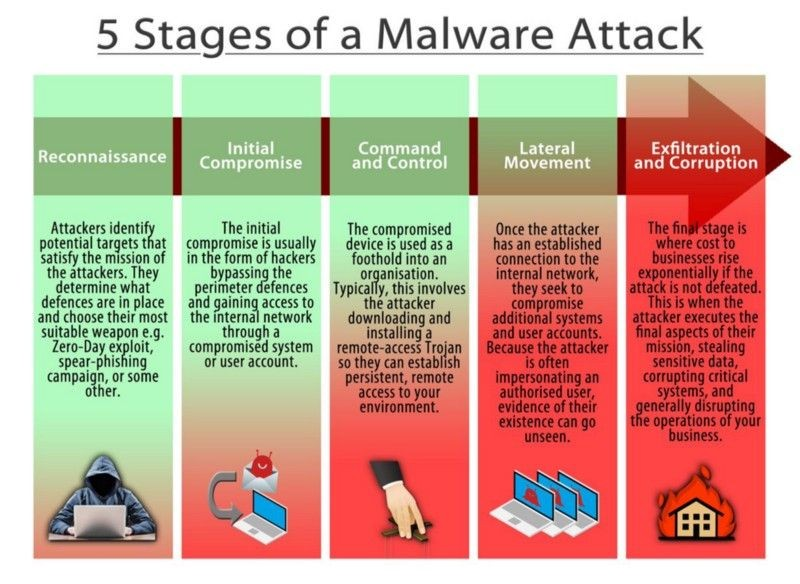 5 Stages of a Malware Attack
Reconnaissance
Attackers identify
potential targets that
satisfy the mission of
the attackers. They
determine what
defences are in place
and choose their most
suitable weapon e.g.
Zero-Day exploit,
spear-phishing
campaign, or some
other.
Initial
Compromise
The initial
compromise is usually
in the form of hackers
bypassing the
perimeter defences
and gaining access to
the internal network
through a
compromised system
or user account.
Command
and Control
The compromised
device is used as a
foothold into an
organisation.
Typically, this involves
the attacker
downloading and
installing a
remote-access Trojan
so they can establish
persistent, remote
access to your
environment.
Lateral
Movement
Once the attacker
has an established
connection to the
internal network,
they seek to
compromise
additional systems
and user accounts.
Because the attacker
is often
impersonating an
authorised user,
evidence of their
existence can go
unseen.
Exfiltration
and Corruption
The final stage is
where cost to
businesses rise
exponentially if the
attack is not defeated.
This is when the
attacker executes the
final aspects of their
mission, stealing
sensitive data,
corrupting critical
systems, and
generally disrupting
the operations of your
business.